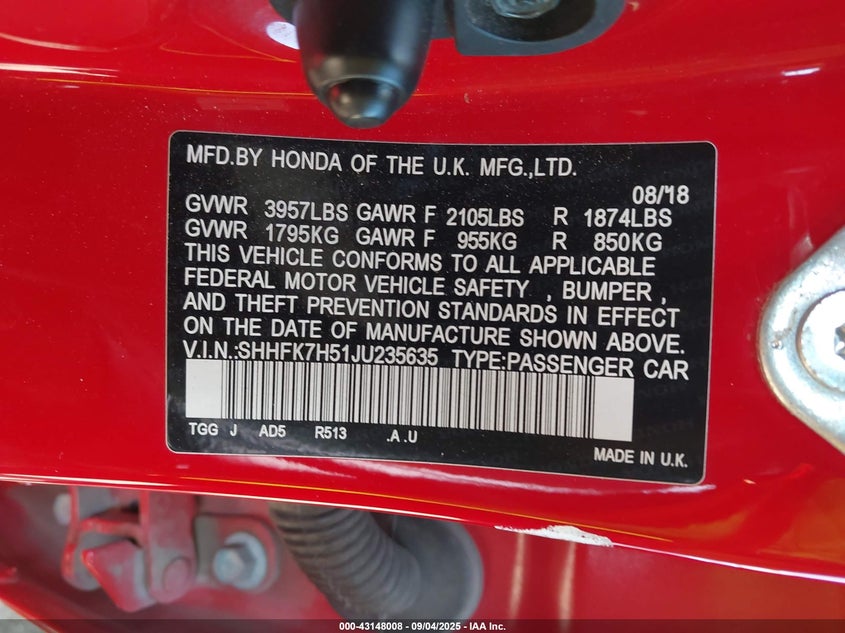 MFD.BY HONDA OF THE U.K. MFG.,LTD.
08/'18
GVWR 3957LBS GAWR F 2105LBS R 1874LBS
GVWR 1795KG GAWR F 955KG R 850KG
THIS VEHICLE CONFORMS TO ALL APPLICABLE
FEDERAL MOTOR VEHICLE SAFETY , BUMPER ,
AND THEFT PREVENTION STANDARDS IN EFFECT
ON THE DATE OF MANUFACTURE SHOWN ABOVE.
V.I.N.:SHHFK7H51JU235635 TYPE:PASSENGER CAR
TGG J AD5 R513 .A .U
MADE IN U.K.
000-43148008 - 09/04/2025 - IAA Inc.